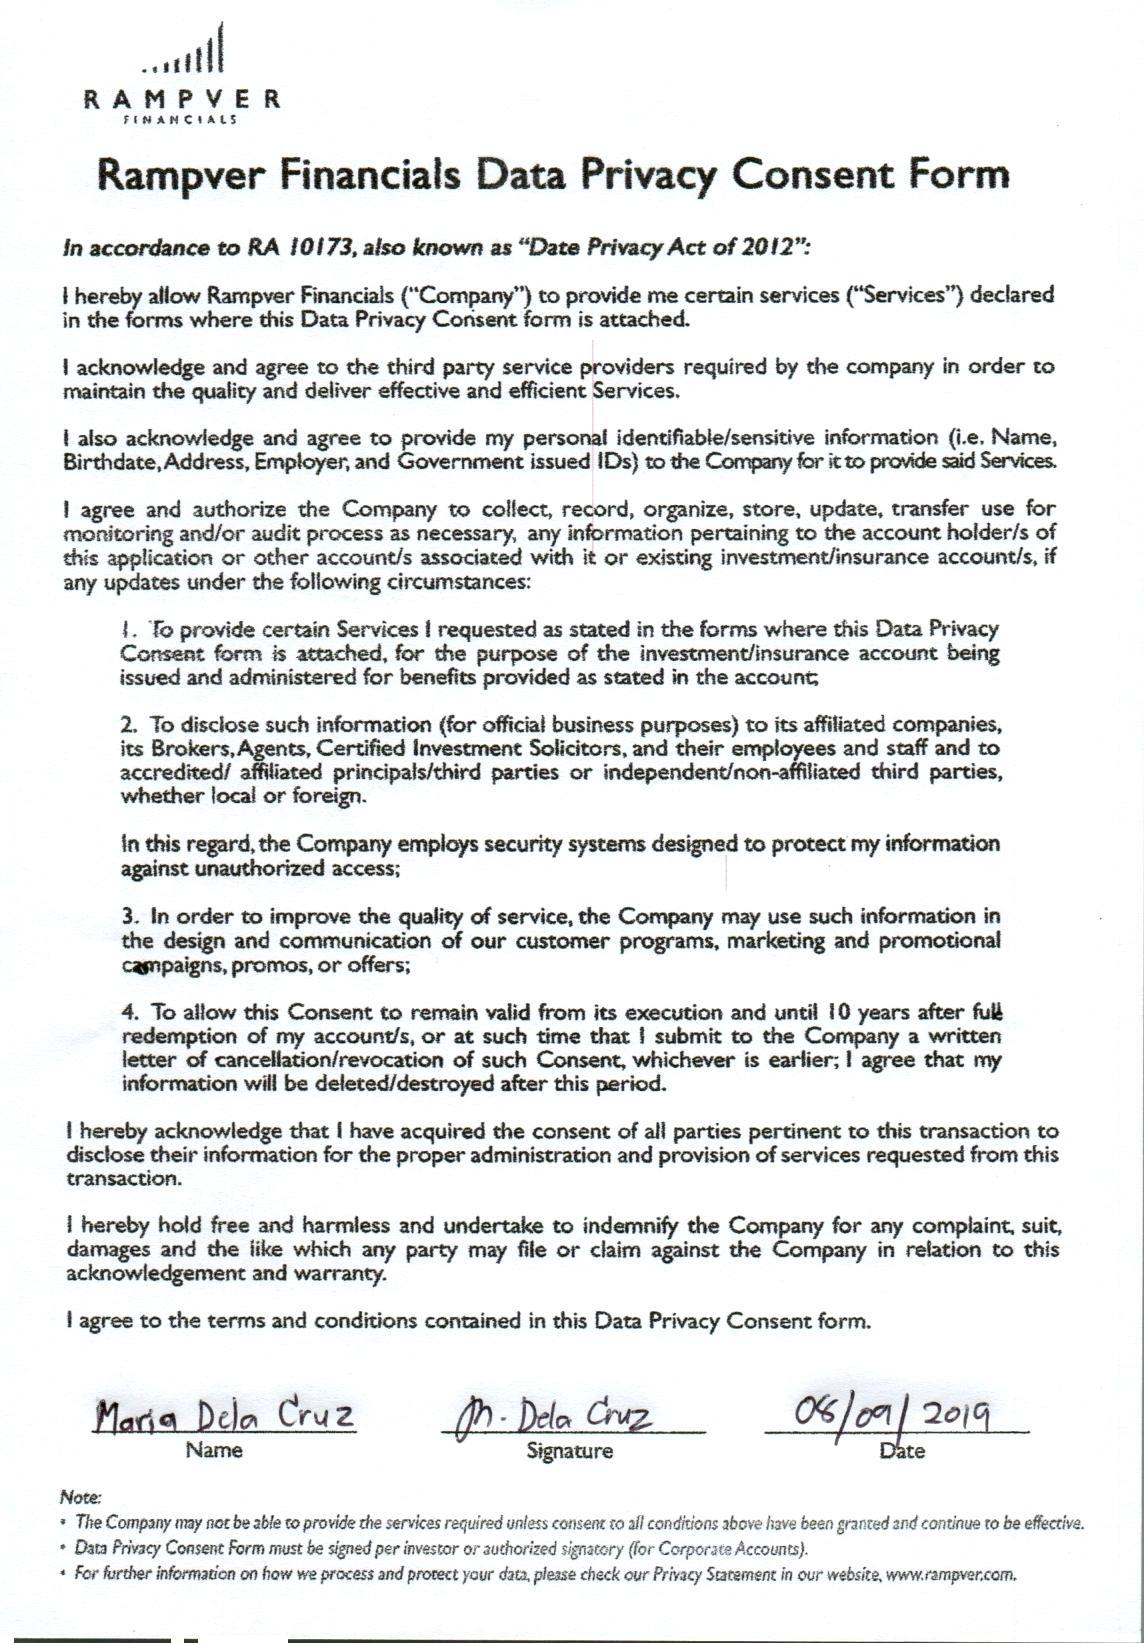 RAMPVER
FINANCIALS
Rampver Financials Data Privacy Consent Form
In accordance to RA 10173, also known as “Date Privacy Act of 2012”:
I hereby allow Rampver Financials (“Company”) to provide me certain services (“Services”) declared
in the forms where this Data Privacy Consent form is attached.
I acknowledge and agree to the third party service providers required by the company in order to
maintain the quality and deliver effective and efficient Services.
I also acknowledge and agree to provide my personal identifiable/sensitive information (i.e. Name,
Birthdate, Address, Employer, and Government issued IDs) to the Company for it to provide said Services.
I agree and authorize the Company to collect, record, organize, store, update, transfer use for
monitoring and/or audit process as necessary, any information pertaining to the account holder/s of
this application or other account/s associated with it or existing investment/insurance account/s, if
any updates under the following circumstances:
1. To provide certain Services I requested as stated in the forms where this Data Privacy
Consent form is attached, for the purpose of the investment/insurance account being
issued and administered for benefits provided as stated in the account;
2. To disclose such information (for official business purposes) to its affiliated companies,
its Brokers, Agents, Certified Investment Solicitors, and their employees and staff and to
accredited/ affiliated principals/third parties or independent/non-affiliated third parties,
whether local or foreign.
In this regard, the Company employs security systems designed to protect my information
against unauthorized access;
3. In order to improve the quality of service, the Company may use such information in
the design and communication of our customer programs, marketing and promotional
campaigns, promos, or offers;
4. To allow this Consent to remain valid from its execution and until 10 years after full
redemption of my account/s, or at such time that I submit to the Company a written
letter of cancellation/revocation of such Consent, whichever is earlier; I agree that my
information will be deleted/destroyed after this period.
I hereby acknowledge that I have acquired the consent of all parties pertinent to this transaction to
disclose their information for the proper administration and provision of services requested from this
transaction.
I hereby hold free and harmless and undertake to indemnify the Company for any complaint, suit,
damages and the like which any party may file or claim against the Company in relation to this
acknowledgement and warranty.
I agree to the terms and conditions contained in this Data Privacy Consent form.
Maria Dela Cruz M. Dela Cruz 08/09/2019
Name Signature Date
Note:
• The Company may not be able to provide the services required unless consent to all conditions above have been granted and continue to be effective.
• Data Privacy Consent Form must be signed per investor or authorized signatory (for Corporate Accounts).
• For further information on how we process and protect your data, please check our Privacy Statement in our website, www.rampver.com.